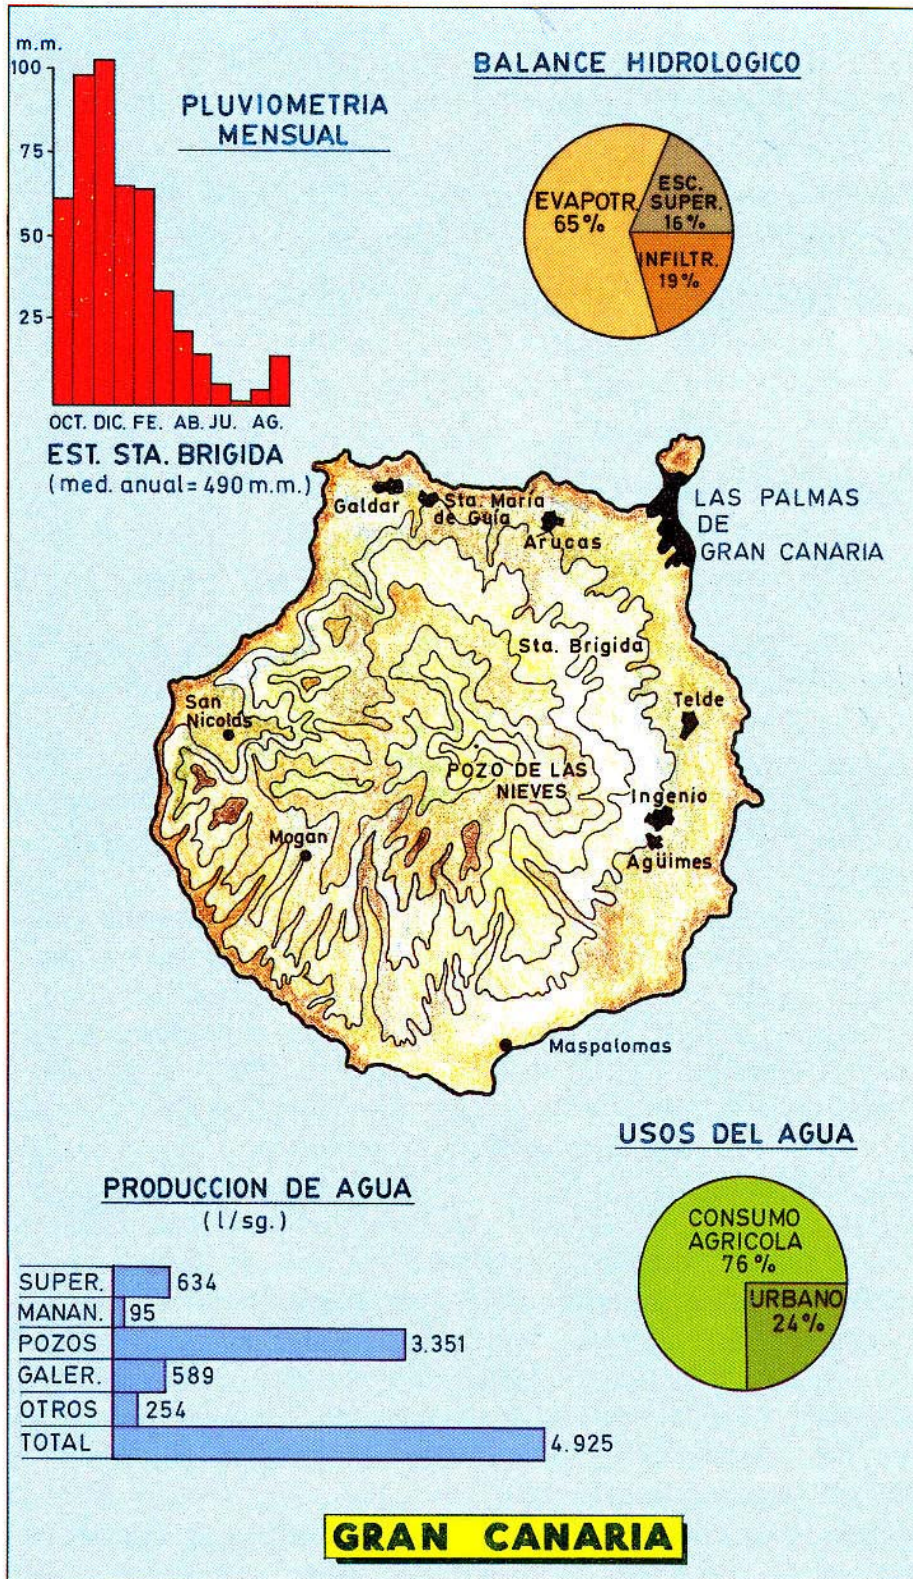 m.m.
100
75
50
25
PLUVIOMETRIA
MENSUAL
OCT. DIC. FE. AB. JU. AG.
EST. STA. BRIGIDA
(med. anual = 490 m.m.)
BALANCE HIDROLOGICO
EVAPOTR.
65%
ESC.
SUPER.
16%
INFILTR.
19%
Galdar
Sta. María
de Guía
Arucas
LAS PALMAS
DE
GRAN CANARIA
Sta. Brigida
San
Nicolas
Telde
POZO DE LAS
NIEVES
Ingenio
Mogan
Agüimes
Maspalomas
USOS DEL AGUA
CONSUMO
AGRICOLA
76%
URBANO
24%
PRODUCCION DE AGUA
(l/sg.)
SUPER. 634
MANAN. 95
POZOS 3.351
GALER. 589
OTROS 254
TOTAL 4.925
GRAN CANARIA